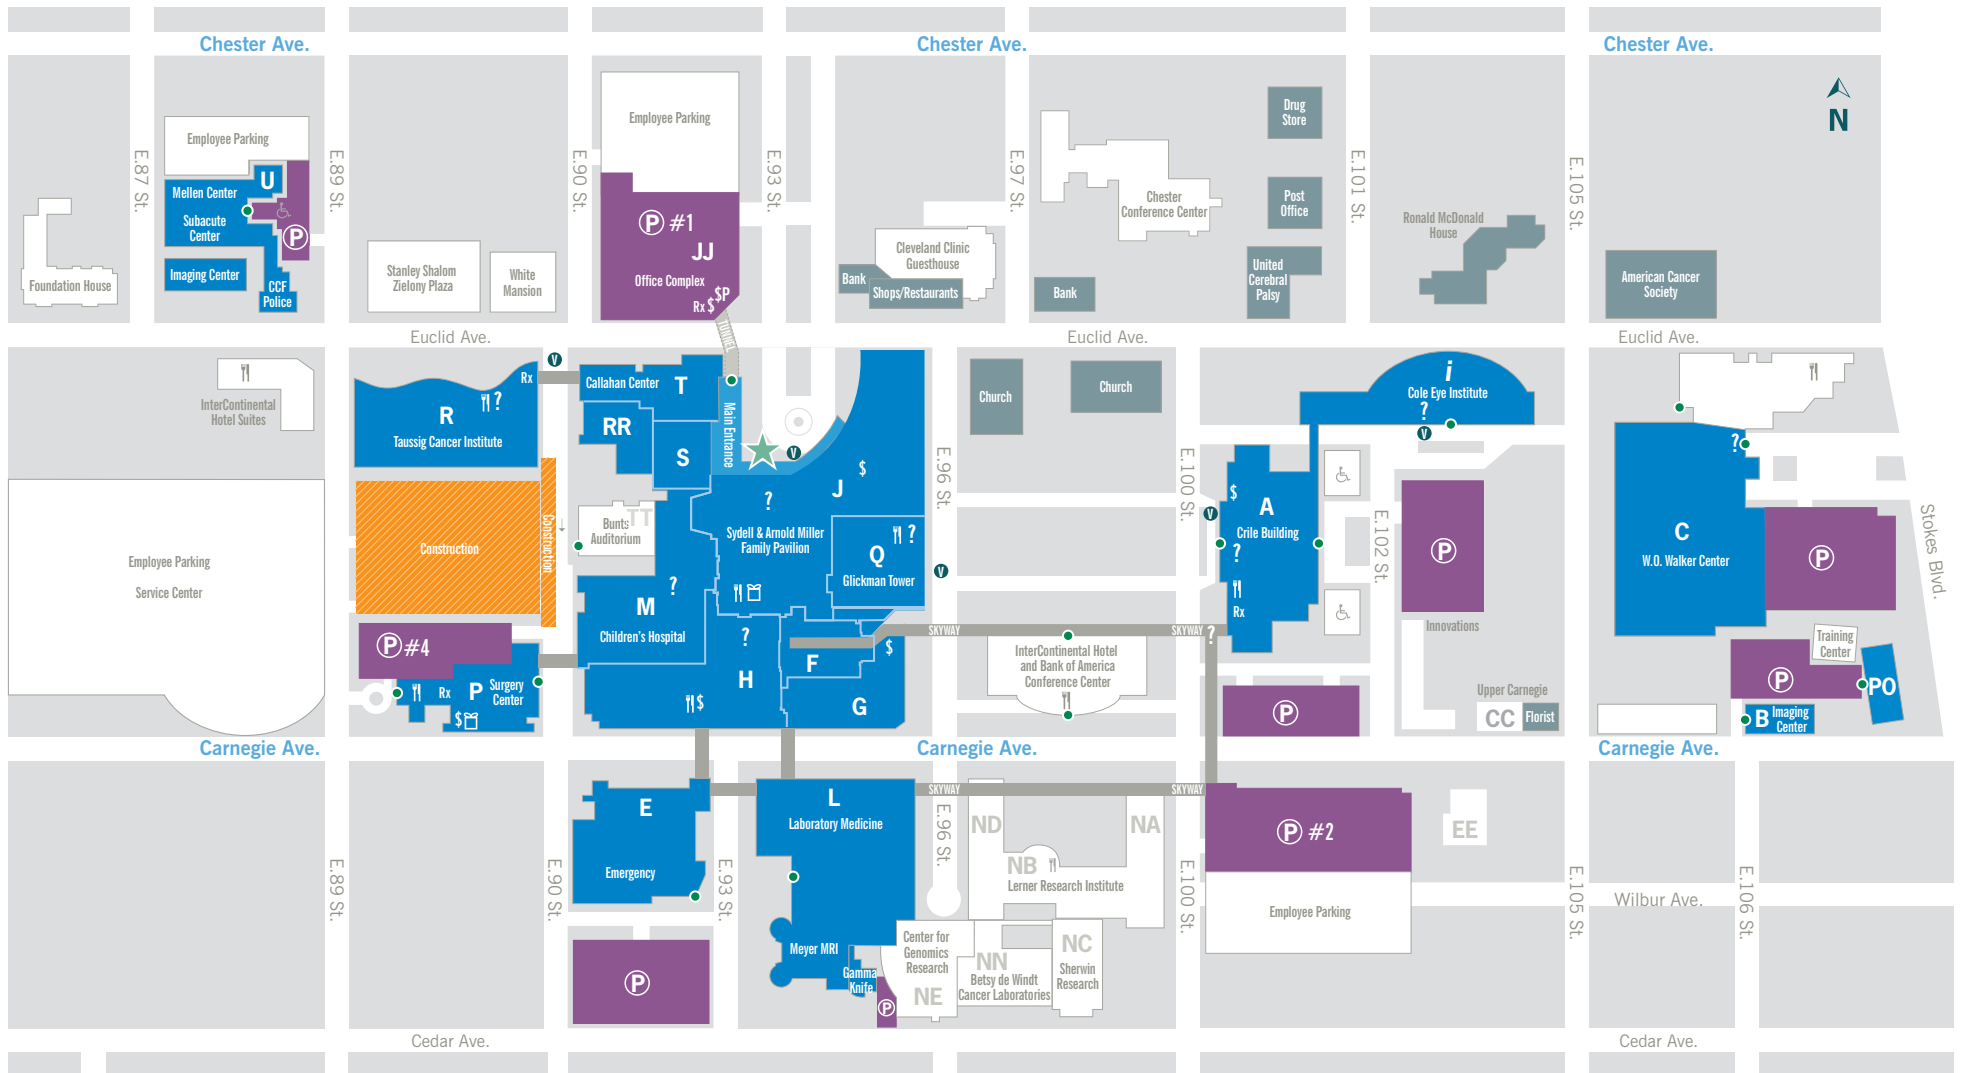 Chester Ave.
Chester Ave.
Chester Ave.
E.87 St.
E.89 St.
E.90 St.
E.93 St.
E.97 St.
E.101 St.
E.105 St.
N
Employee Parking
U
Mellen Center
Subacute
Center
P
Imaging Center
CCF
Police
Foundation House
Stanley Shalom
Zielony Plaza
White
Mansion
Employee Parking
P #1
JJ
Office Complex
Rx $ $P
TUNNEL
Cleveland Clinic
Guesthouse
Bank
Shops/Restaurants
Chester
Conference Center
Bank
Drug
Store
Post
Office
United
Cerebral
Palsy
Ronald McDonald
House
American Cancer
Society
Euclid Ave.
Euclid Ave.
Euclid Ave.
InterContinental
Hotel Suites
Employee Parking
Service Center
V
Rx
?
R
Taussig Cancer Institute
Construction
Construction
P #4
Rx
P
Surgery
Center
$
Callahan Center
T
RR
S
Main Entrance
V
Bunts
Auditorium
TT
?
J
$
Sydell & Arnold Miller
Family Pavilion
?
Q
Glickman Tower
?
M
Children's Hospital
?
H
$
F
$
G
E.96 St.
V
Church
Church
SKYWAY
SKYWAY
?
InterContinental Hotel
and Bank of America
Conference Center
E.100 St.
V
$
A
Crile Building
?
Rx
i
Cole Eye Institute
?
V
E.102 St.
P
Innovations
P
Upper Carnegie
CC
Florist
?
C
W.O. Walker Center
P
Stokes Blvd.
Training
Center
P
PO
B
Imaging
Center
Carnegie Ave.
Carnegie Ave.
Carnegie Ave.
E.89 St.
E.90 St.
E
Emergency
P
E.93 St.
L
Laboratory Medicine
Meyer MRI
Gamma
Knife
P
SKYWAY
SKYWAY
E.96 St.
ND
NA
NB
Lerner Research Institute
Center for
Genomics
Research
NE
NN
Betsy de Windt
Cancer Laboratories
NC
Sherwin
Research
E.100 St.
P #2
Employee Parking
EE
E.105 St.
Wilbur Ave.
E.106 St.
Cedar Ave.
Cedar Ave.